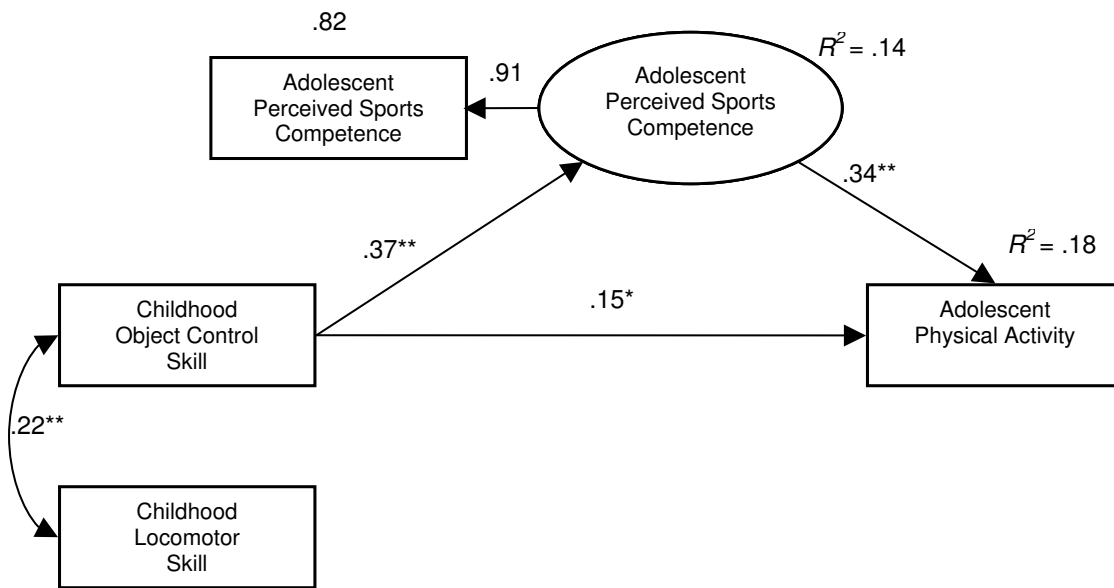 .82
R² = .14
Adolescent
Perceived Sports
Competence
.91
Adolescent
Perceived Sports
Competence
.34**
.37**
R² = .18
.15*
Childhood
Object Control
Skill
Adolescent
Physical Activity
.22**
Childhood
Locomotor
Skill